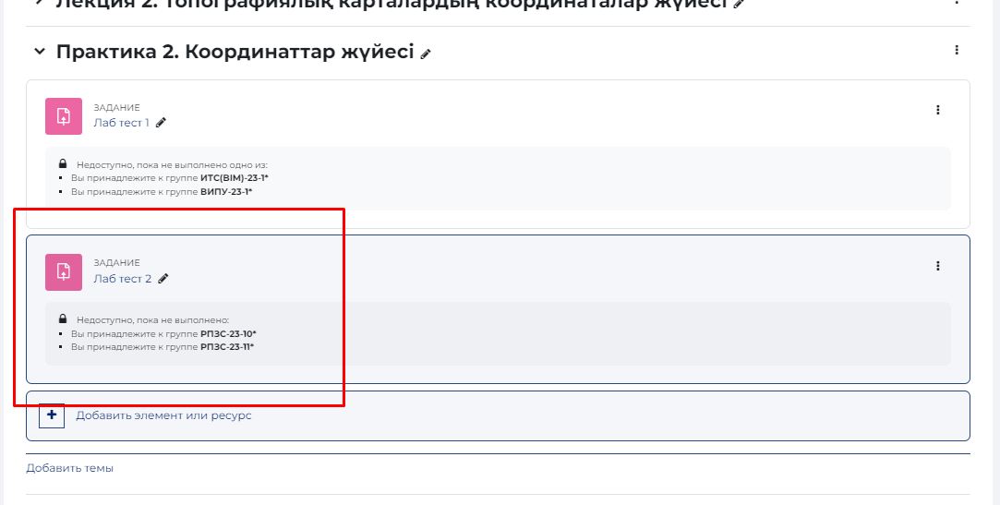 Лекция 2. Топографиялық карталардың координаталар жүйесі
Практика 2. Координаттар жүйесі
ЗАДАНИЕ
Лаб тест 1
Недоступно, пока не выполнено одно из:
Вы принадлежите к группе ИТС(BIM)-23-1*
Вы принадлежите к группе ВИПУ-23-1*
ЗАДАНИЕ
Лаб тест 2
Недоступно, пока не выполнено:
Вы принадлежите к группе РПЗС-23-10*
Вы принадлежите к группе РПЗС-23-11*
Добавить элемент или ресурс
Добавить темы